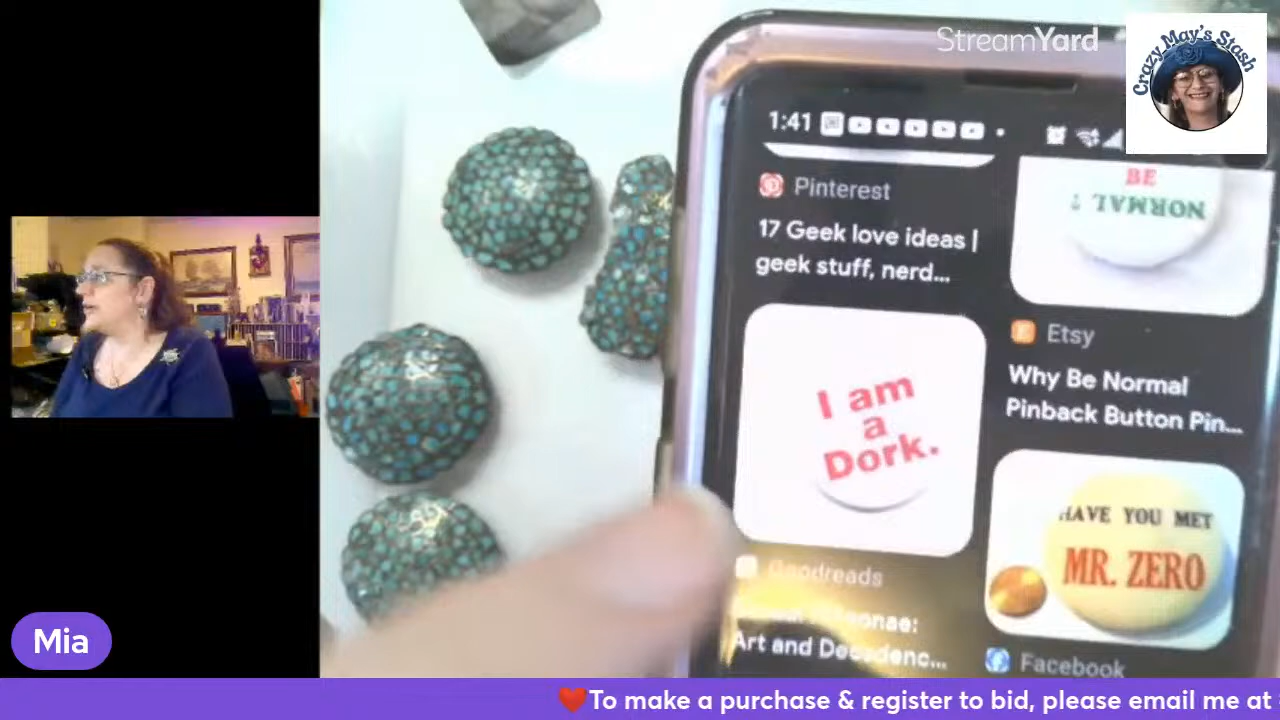 StreamYard
Crazy May's Stash
1:41
Pinterest
17 Geek love ideas |
geek stuff, nerd...
BE
NORMAL ?
Etsy
Why Be Normal
Pinback Button Pin...
I am
a
Dork.
HAVE YOU MET
MR. ZERO
Goodreads
Art and Decadenc...
Facebook
Mia
To make a purchase & register to bid, please email me at